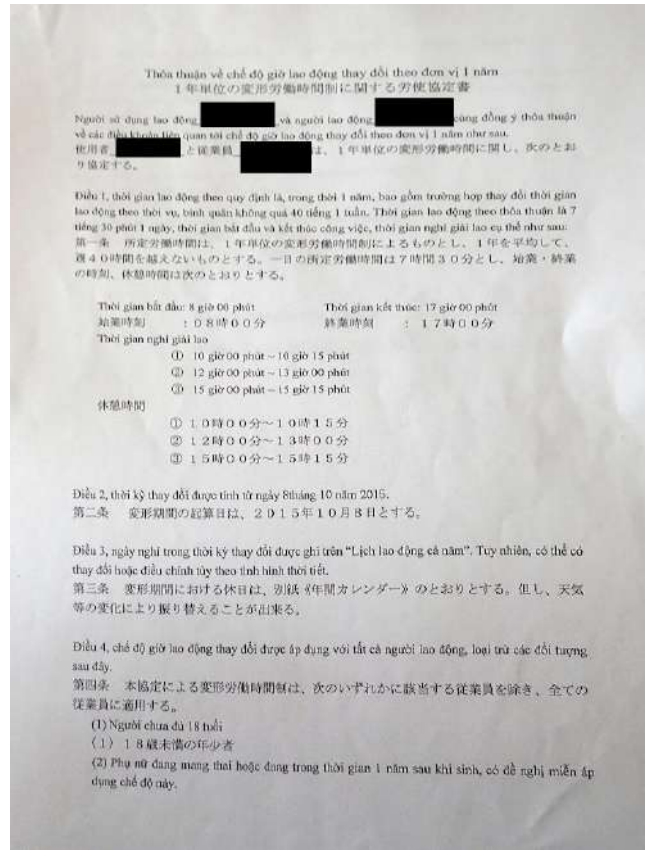 Thỏa thuận về chế độ giờ lao động thay đổi theo đơn vị 1 năm
1年単位の変形労働時間制に関する労使協定書
Người sử dụng lao động và người lao động cùng đồng ý thỏa thuận
về các điều khoản liên quan tới chế độ giờ lao động thay đổi theo đơn vị 1 năm như sau.
使用者 と従業員 は、1年単位の変形労働時間に関し、次のとお
り協定する。
Điều 1, thời gian lao động theo quy định là, trong thời 1 năm, bao gồm trường hợp thay đổi thời gian
lao động theo thời vụ, bình quân không quá 40 tiếng 1 tuần. Thời gian lao động theo thỏa thuận là 7
tiếng 30 phút 1 ngày, thời gian bắt đầu và kết thúc công việc, thời gian nghỉ giải lao cụ thể như sau:
第一条 所定労働時間は、1年単位の変形労働時間制によるものとし、1年を平均して、
週40時間を越えないものとする。一日の所定労働時間は7時間30分とし、始業・終業
の時刻、休憩時間は次のとおりとする。
Thời gian bắt đầu: 8 giờ 00 phút Thời gian kết thúc: 17 giờ 00 phút
始業時刻 : 08時00分 終業時刻 : 17時00分
Thời gian nghỉ giải lao
① 10 giờ 00 phút ~ 10 giờ 15 phút
② 12 giờ 00 phút ~ 13 giờ 00 phút
③ 15 giờ 00 phút ~ 15 giờ 15 phút
休憩時間
① 10時00分~10時15分
② 12時00分~13時00分
③ 15時00分~15時15分
Điều 2, thời kỳ thay đổi được tính từ ngày 8tháng 10 năm 2015.
第二条 変形期間の起算日は、2015年10月8日とする。
Điều 3, ngày nghỉ trong thời kỳ thay đổi được ghi trên “Lịch lao động cả năm”. Tuy nhiên, có thể có
thay đổi hoặc điều chỉnh tùy theo tình hình thời tiết.
第三条 変形期間における休日は、別紙《年間カレンダー》のとおりとする。但し、天気
等の変化により振り替えることが出来る。
Điều 4, chế độ giờ lao động thay đổi được áp dụng với tất cả người lao động, loại trừ các đối tượng
sau đây.
第四条 本協定による変形労働時間制は、次のいずれかに該当する従業員を除き、全ての
従業員に適用する。
(1) Người chưa đủ 18 tuổi
(1) 18歳未満の年少者
(2) Phụ nữ đang mang thai hoặc đang trong thời gian 1 năm sau khi sinh, có đề nghị miễn áp
dụng chế độ này.